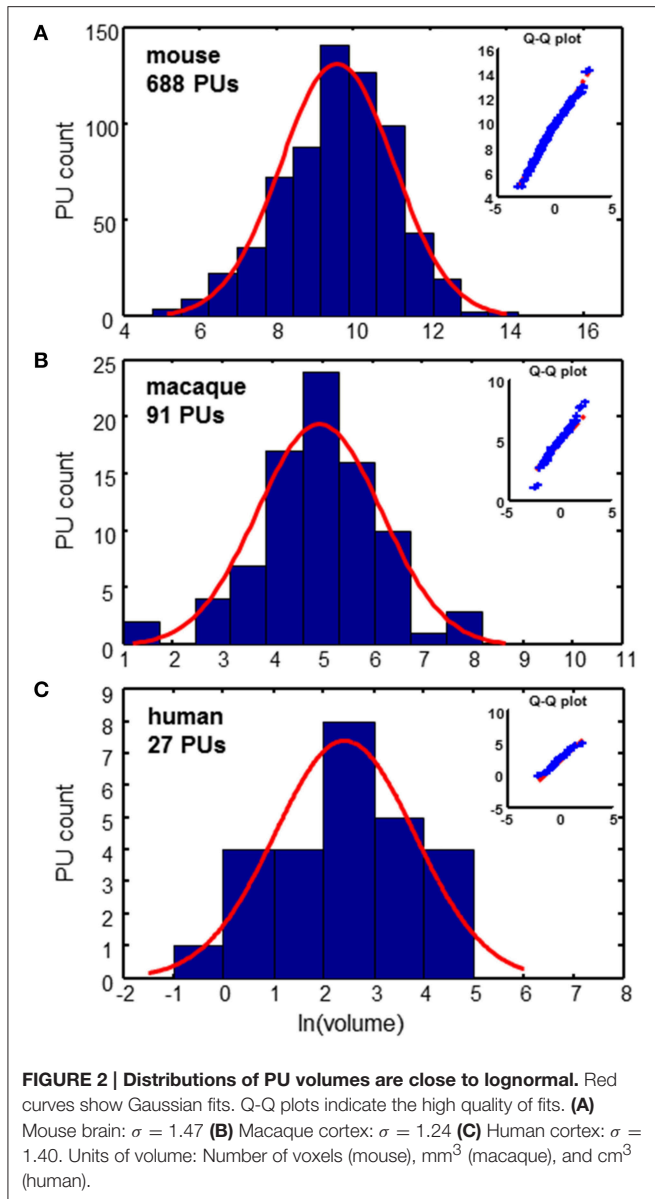 A
mouse
688 PUs
Q-Q plot
16
14
12
10
8
6
4
-5 0 5
150
100
50
0
PU count
4 6 8 10 12 14 16
B
macaque
91 PUs
Q-Q plot
10
5
0
-5 0 5
25
20
15
10
5
0
PU count
1 2 3 4 5 6 7 8 9 10 11
C
human
27 PUs
Q-Q plot
10
5
0
-5
-5 0 5
9
8
7
6
5
4
3
2
1
0
PU count
-2 -1 0 1 2 3 4 5 6 7 8
ln(volume)
FIGURE 2 | Distributions of PU volumes are close to lognormal. Red
curves show Gaussian fits. Q-Q plots indicate the high quality of fits. (A)
Mouse brain: σ = 1.47 (B) Macaque cortex: σ = 1.24 (C) Human cortex: σ =
1.40. Units of volume: Number of voxels (mouse), mm³ (macaque), and cm³
(human).